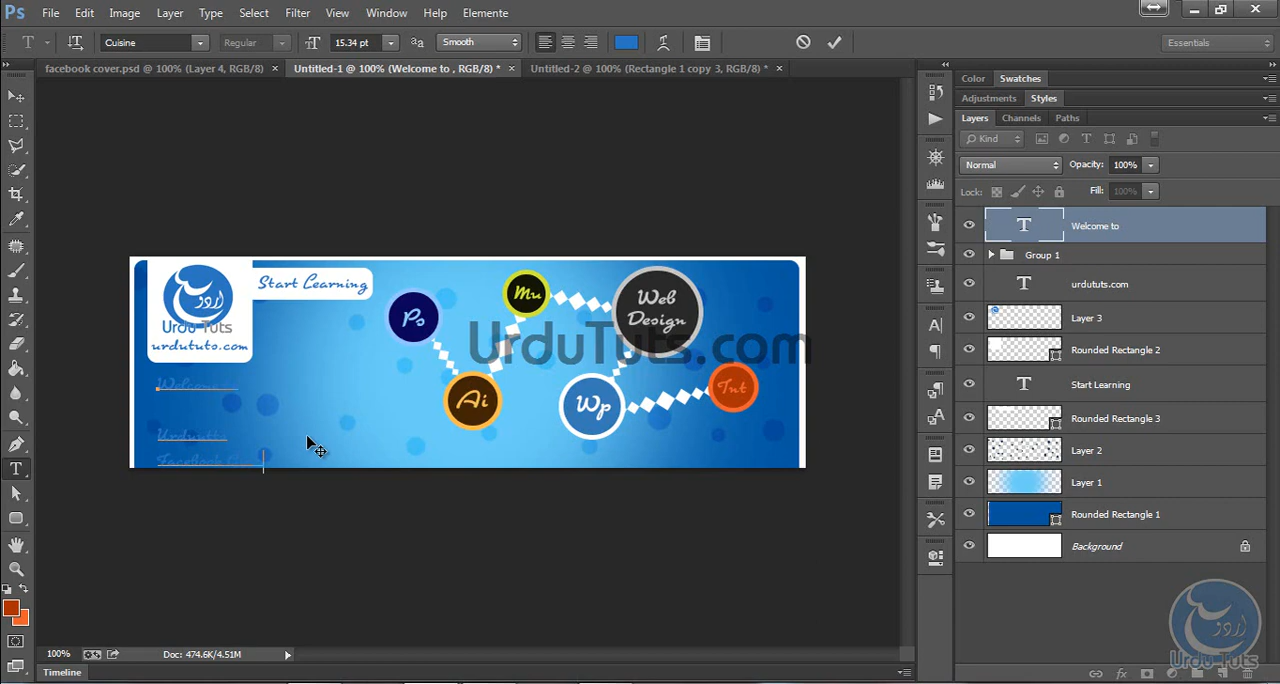 Ps File Edit Image Layer Type Select Filter View Window Help Elemente
T Cuisine Regular 15.34 pt aa Smooth Essentials
facebook cover.psd @ 100% (Layer 4, RGB/8) × Untitled-1 @ 100% (Welcome to , RGB/8) * × Untitled-2 @ 100% (Rectangle 1 copy 3, RGB/8) * ×
Color Swatches
Adjustments Styles
Layers Channels Paths
Kind
Normal Opacity: 100%
Lock: Fill: 100%
Welcome to
Group 1
urdututs.com
Layer 3
Rounded Rectangle 2
Start Learning
Rounded Rectangle 3
Layer 2
Layer 1
Rounded Rectangle 1
Background
اردو
Urdu Tuts
urdututs.com
Start Learning
Ps
Mu
Web
Design
Ai
Wp
Tut
UrduTuts.com
100% Doc: 474.6K/4.51M
Timeline
اردو
Urdu Tuts